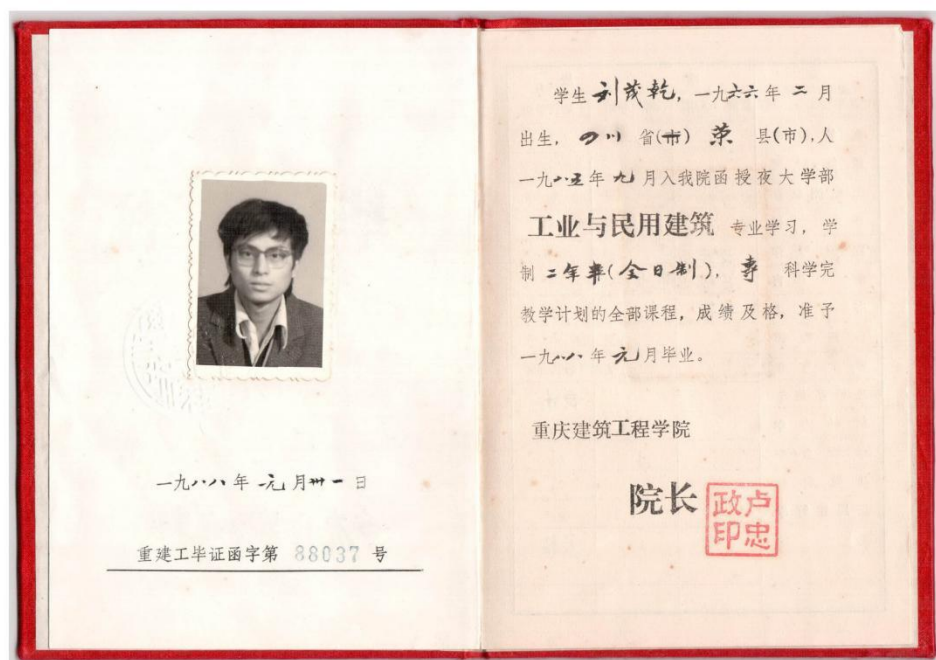 一九八八年元月卅一日
重建工毕证函字第 88037 号
学生刘茂乾，一九六六年二月
出生，四川省(市)荣县(市)，人
一九八五年九月入我院函授夜大学部
工业与民用建筑 专业学习，学
制二年半(全日制)，专科学完
教学计划的全部课程，成绩及格，准予
一九八八年元月毕业。
重庆建筑工程学院
院长
卢忠政印